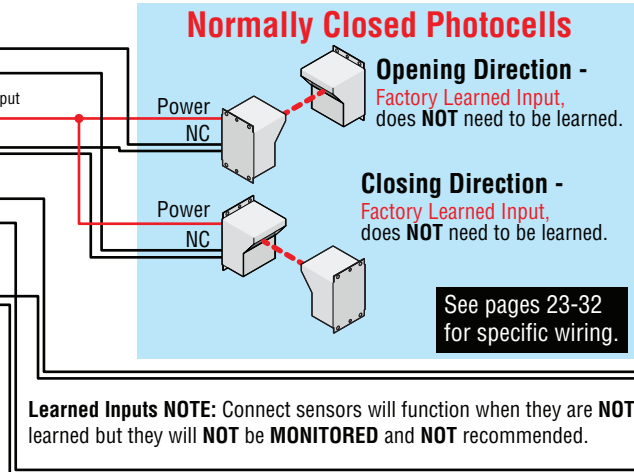 Normally Closed Photocells
Opening Direction -
Factory Learned Input,
does NOT need to be learned.
put
Power
NC
Closing Direction -
Factory Learned Input,
does NOT need to be learned.
Power
NC
See pages 23-32
for specific wiring.
Learned Inputs NOTE: Connect sensors will function when they are NOT
learned but they will NOT be MONITORED and NOT recommended.